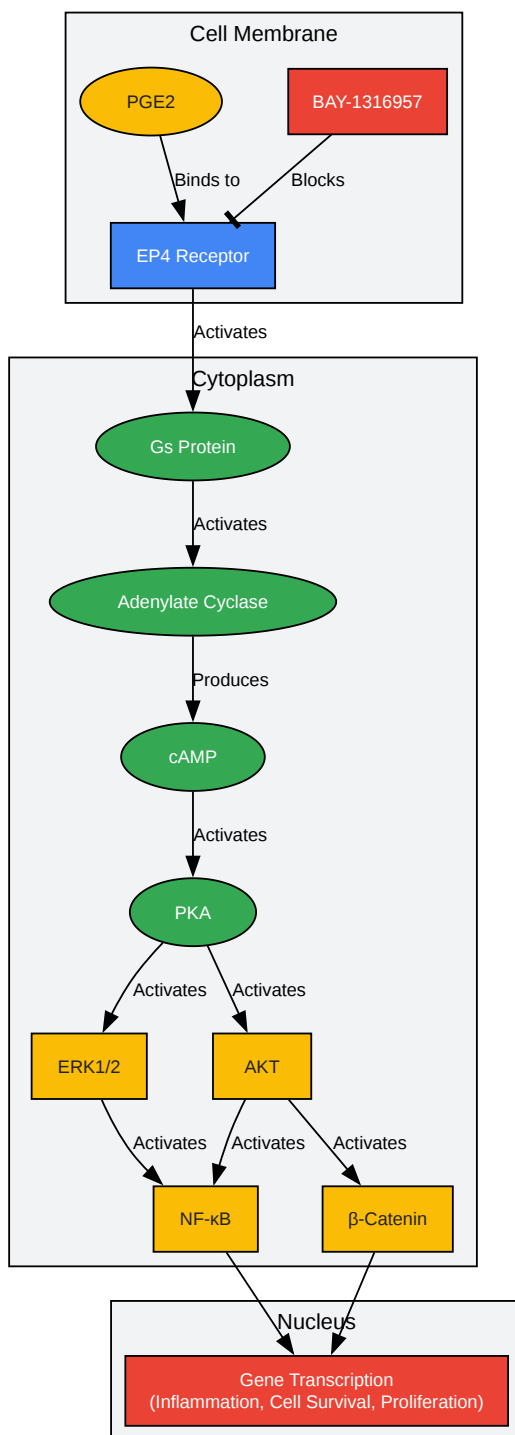 Cell Membrane
PGE2
BAY-1316957
Binds to
Blocks
EP4 Receptor
Activates
Cytoplasm
Gs Protein
Activates
Adenylate Cyclase
Produces
cAMP
Activates
PKA
Activates
Activates
ERK1/2
AKT
Activates
Activates
Activates
NF-κB
β-Catenin
Nucleus
Gene Transcription
(Inflammation, Cell Survival, Proliferation)